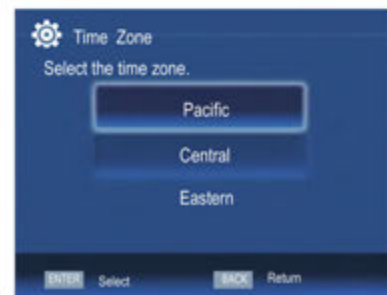 Time Zone
Select the time zone.
Pacific
Central
Eastern
ENTER Select BACK Return